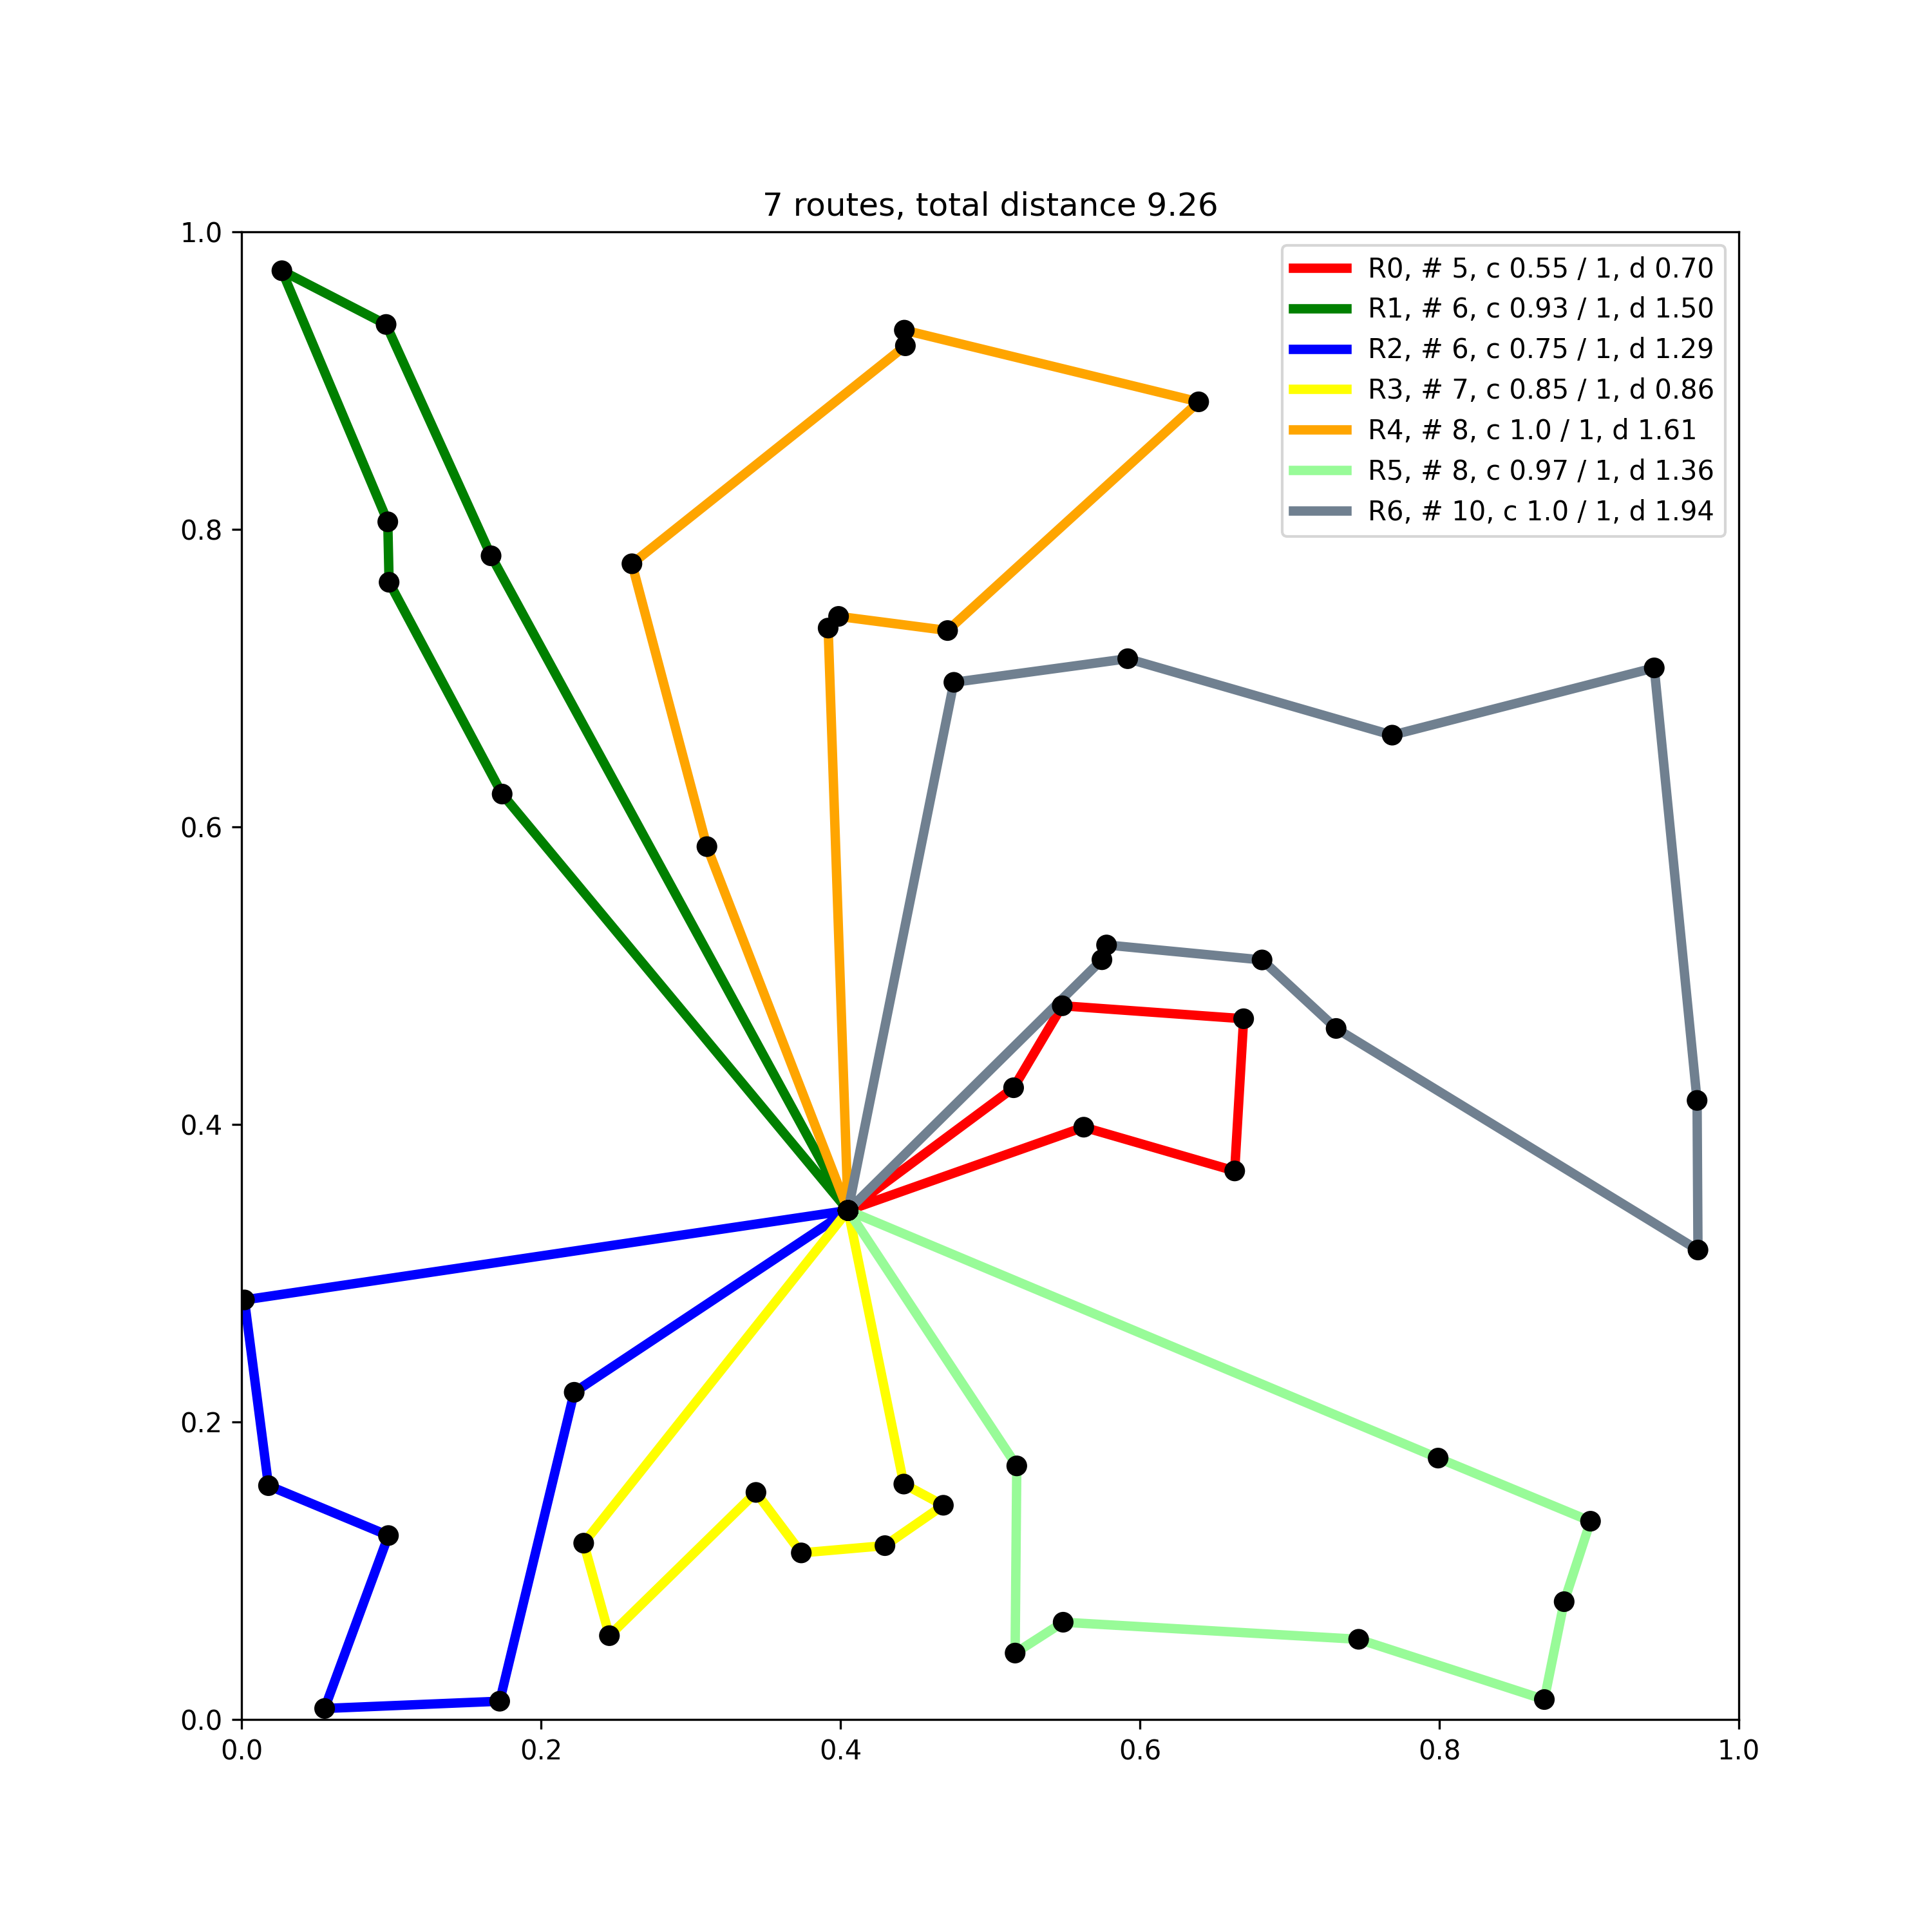 7 routes, total distance 9.26
R0, # 5, c 0.55 / 1, d 0.70
R1, # 6, c 0.93 / 1, d 1.50
R2, # 6, c 0.75 / 1, d 1.29
R3, # 7, c 0.85 / 1, d 0.86
R4, # 8, c 1.0 / 1, d 1.61
R5, # 8, c 0.97 / 1, d 1.36
R6, # 10, c 1.0 / 1, d 1.94
1.0
0.8
0.6
0.4
0.2
0.0
0.0 0.2 0.4 0.6 0.8 1.0